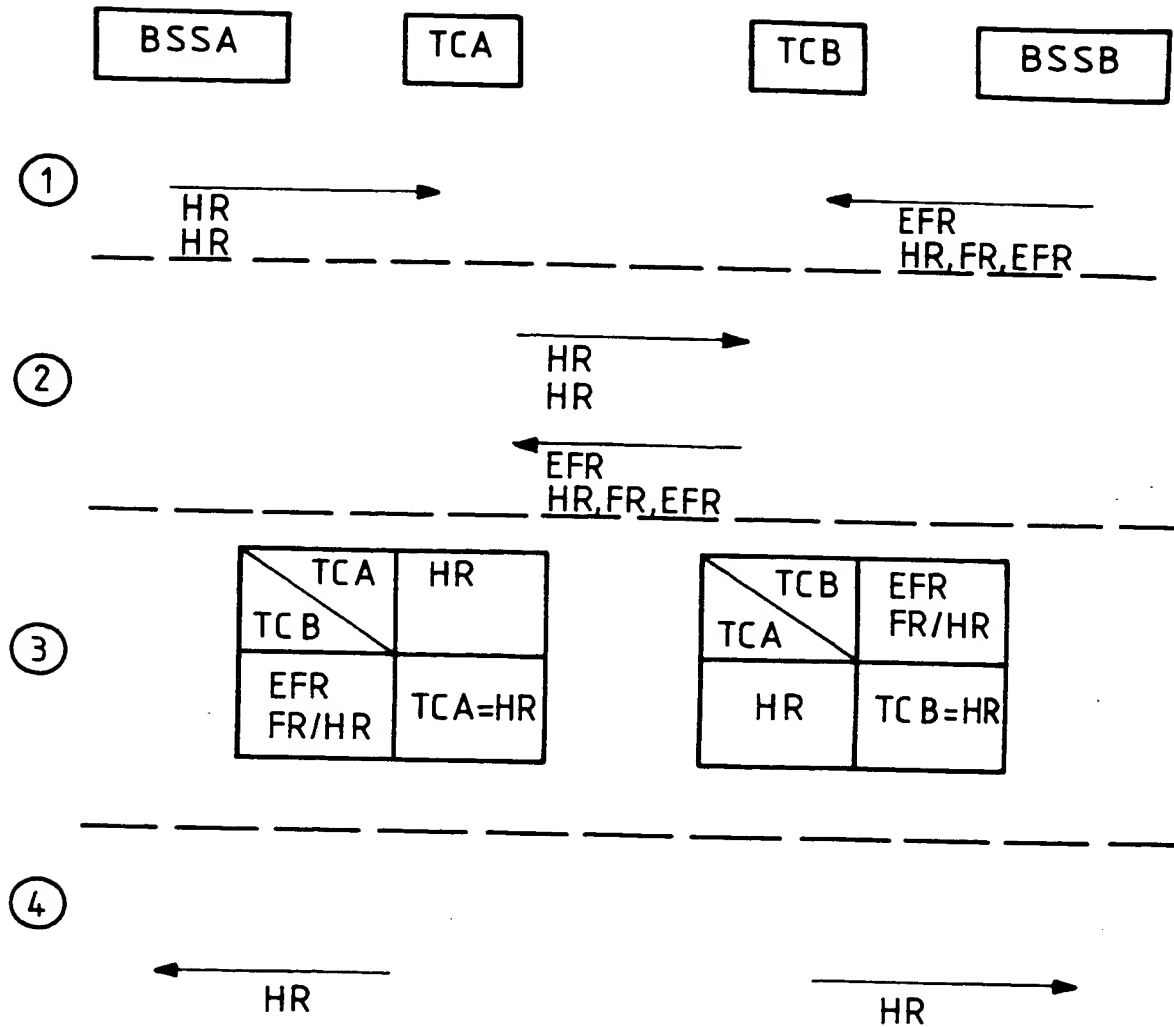 BSSA
TCA
TCB
BSSB
1
HR
HR
EFR
HR,FR,EFR
2
HR
HR
EFR
HR,FR,EFR
3
TCA
TCB
HR
EFR
FR/HR
TCA=HR
TCB
TCA
EFR
FR/HR
HR
TCB=HR
4
HR
HR